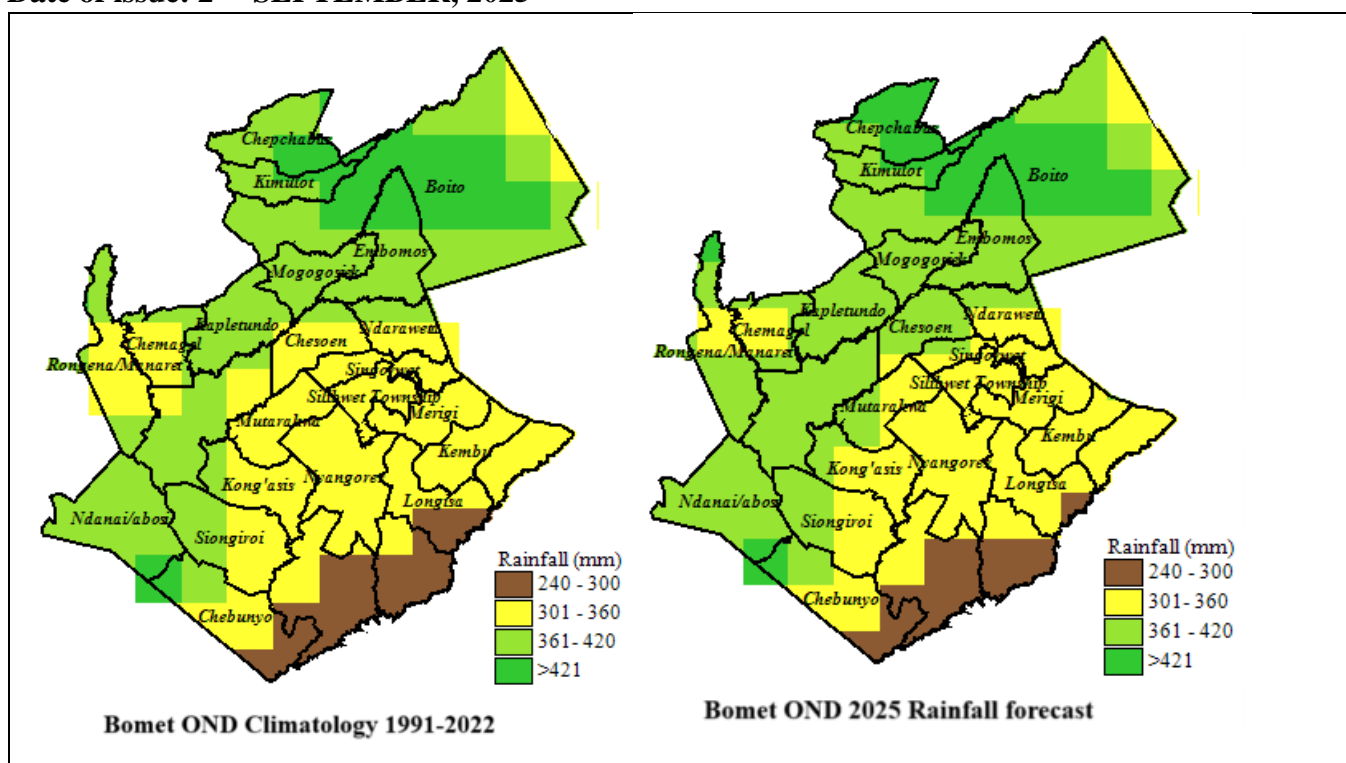 Date of issue: 2 SEPTEMBER, 2025
Chepchabas
Kimulot
Boito
Embomos
Mogogosiek
Kapletundo
Ndaraweta
Chesoen
Chemagel
Rongena/Manaret
Singorwet
Silibwet Township
Merigi
Mutarakwa
Kembu
Kong'asis
Nyangores
Longisa
Ndanai/abosi
Siongiroi
Chebunyo
Rainfall (mm)
240 - 300
301 - 360
361 - 420
>421
Bomet OND Climatology 1991-2022
Chepchabas
Kimulot
Boito
Embomos
Mogogosiek
Kapletundo
Ndaraweta
Chesoen
Chemagel
Rongena/Manaret
Singorwet
Silibwet Township
Merigi
Mutarakwa
Kembu
Kong'asis
Nyangores
Longisa
Ndanai/abosi
Siongiroi
Chebunyo
Rainfall (mm)
240 - 300
301- 360
361 - 420
>421
Bomet OND 2025 Rainfall forecast